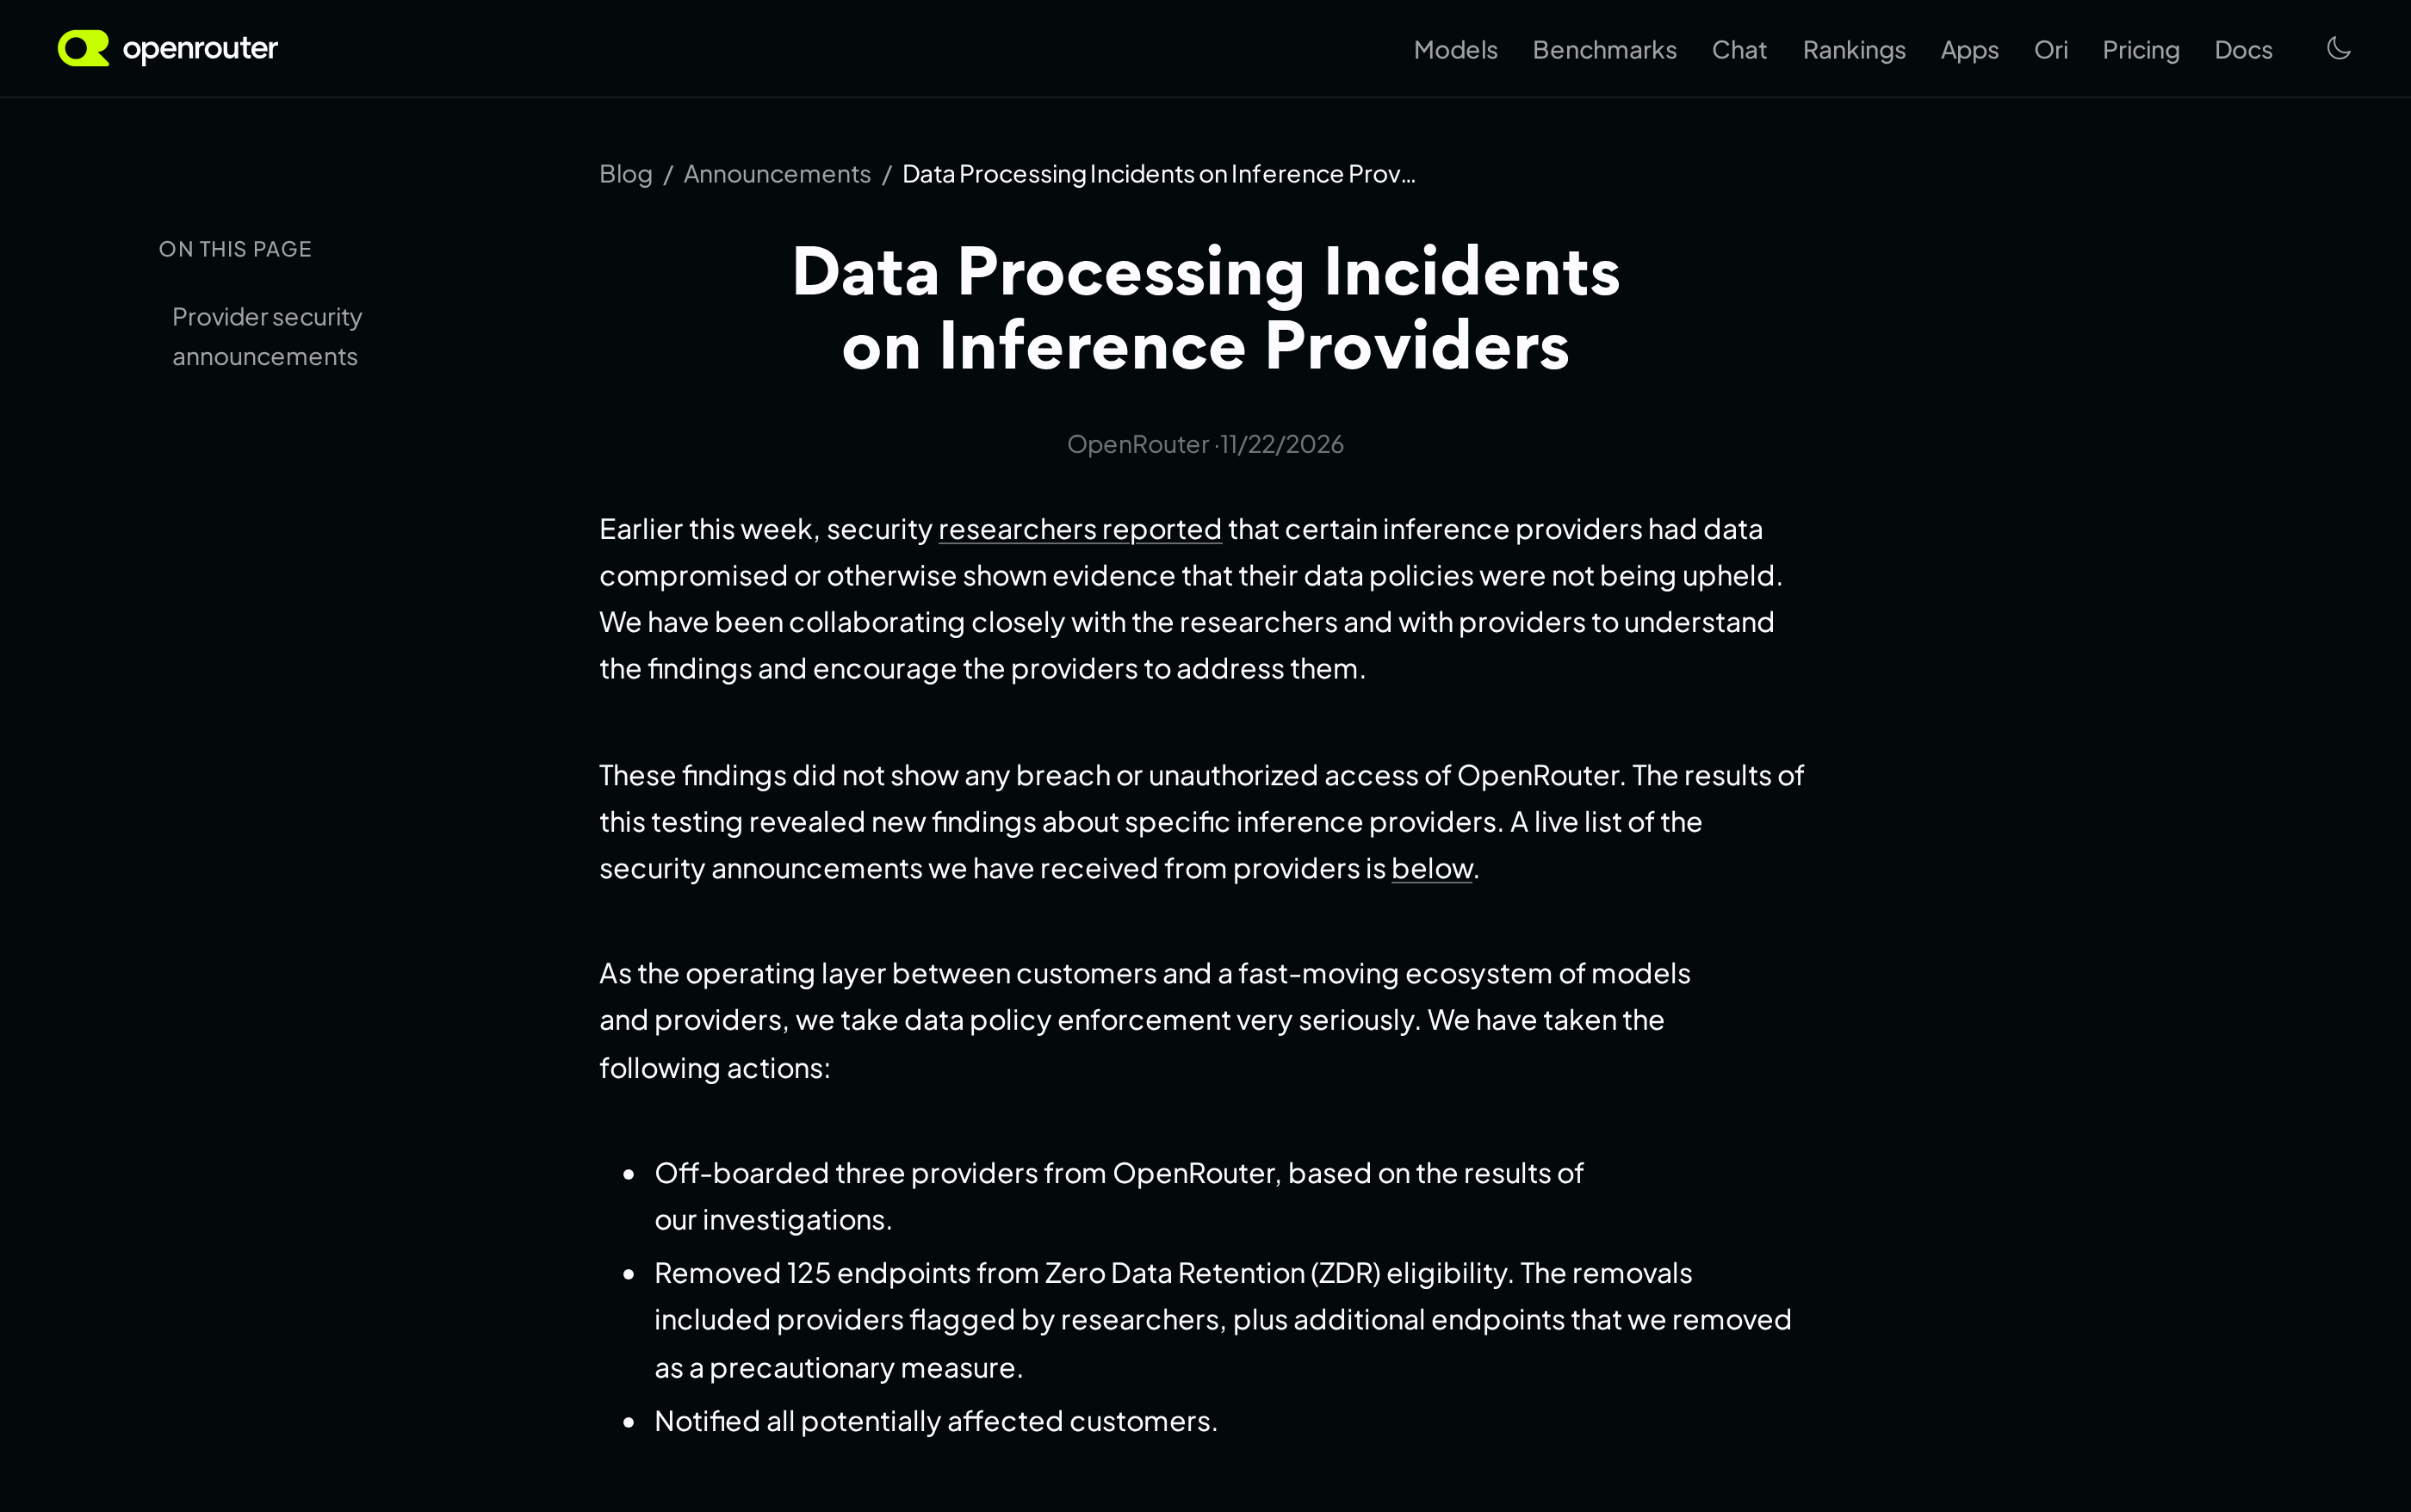 openrouter
Models Benchmarks Chat Rankings Apps Ori Pricing Docs
Blog / Announcements / Data Processing Incidents on Inference Prov...
ON THIS PAGE
Provider security
announcements
Data Processing Incidents
on Inference Providers
OpenRouter ·11/22/2026
Earlier this week, security researchers reported that certain inference providers had data
compromised or otherwise shown evidence that their data policies were not being upheld.
We have been collaborating closely with the researchers and with providers to understand
the findings and encourage the providers to address them.
These findings did not show any breach or unauthorized access of OpenRouter. The results of
this testing revealed new findings about specific inference providers. A live list of the
security announcements we have received from providers is below.
As the operating layer between customers and a fast-moving ecosystem of models
and providers, we take data policy enforcement very seriously. We have taken the
following actions:
• Off-boarded three providers from OpenRouter, based on the results of
our investigations.
• Removed 125 endpoints from Zero Data Retention (ZDR) eligibility. The removals
included providers flagged by researchers, plus additional endpoints that we removed
as a precautionary measure.
• Notified all potentially affected customers.